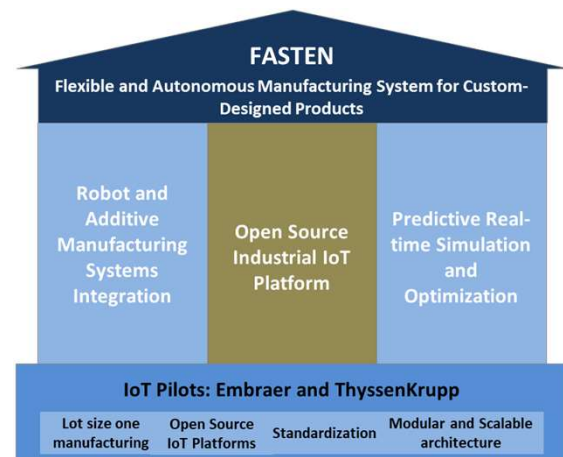 FASTEN
Flexible and Autonomous Manufacturing System for Custom-
Designed Products
Robot and
Additive
Manufacturing
Systems
Integration
Open Source
Industrial IoT
Platform
Predictive Real-
time Simulation
and
Optimization
IoT Pilots: Embraer and ThyssenKrupp
Lot size one
manufacturing
Open Source
IoT Platforms
Standardization
Modular and Scalable
architecture